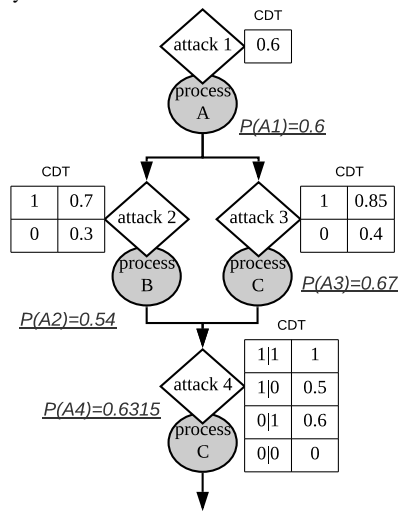 CDT
attack 1
0.6
process
A
P(A1)=0.6
CDT
CDT
1 0.7
0 0.3
attack 2
attack 3
1 0.85
0 0.4
process
B
process
C
P(A3)=0.67
P(A2)=0.54
CDT
attack 4
1|1 1
1|0 0.5
0|1 0.6
0|0 0
P(A4)=0.6315
process
C